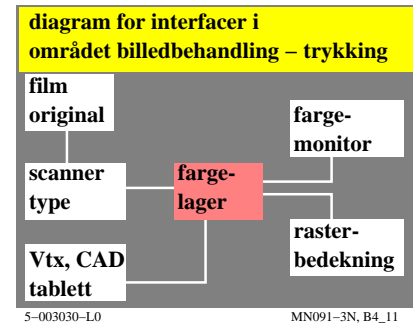 diagram for interfacer i
området billedbehandling – trykking
film
original
farge-
monitor
scanner
type
farge-
lager
raster-
bedekning
Vtx, CAD
tablett
5–003030–L0
MN091–3N, B4_11